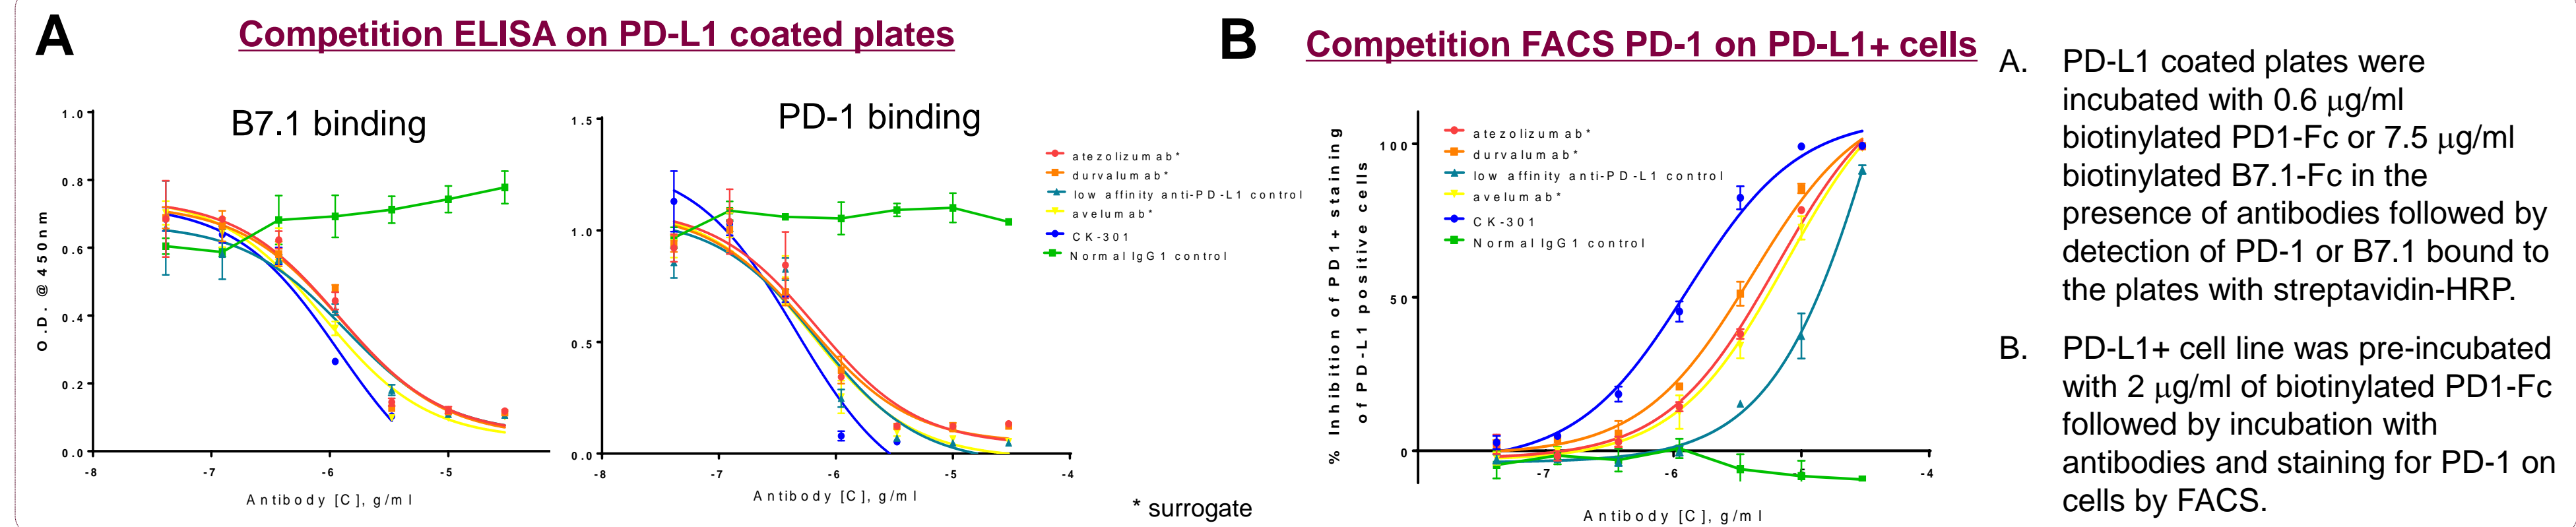 A
Competition ELISA on PD-L1 coated plates
B7.1 binding
O.D. @450nm
1.0
0.8
0.6
0.4
0.2
0.0
-8
-7
-6
-5
Antibody [C], g/ml
PD-1 binding
1.5
1.0
0.5
0.0
-8
-7
-6
-5
-4
Antibody [C], g/ml
atezolizumab*
durvalumab*
low affinity anti-PD-L1 control
avelumab*
CK-301
Normal IgG1 control
* surrogate
B
Competition FACS PD-1 on PD-L1+ cells
% Inhibition of PD1+ staining
of PD-L1 positive cells
100
50
0
atezolizumab*
durvalumab*
low affinity anti-PD-L1 control
avelumab*
CK-301
Normal IgG1 control
-7
-6
-5
-4
Antibody [C], g/ml
A. PD-L1 coated plates were
incubated with 0.6 μg/ml
biotinylated PD1-Fc or 7.5 μg/ml
biotinylated B7.1-Fc in the
presence of antibodies followed by
detection of PD-1 or B7.1 bound to
the plates with streptavidin-HRP.
B. PD-L1+ cell line was pre-incubated
with 2 μg/ml of biotinylated PD1-Fc
followed by incubation with
antibodies and staining for PD-1 on
cells by FACS.